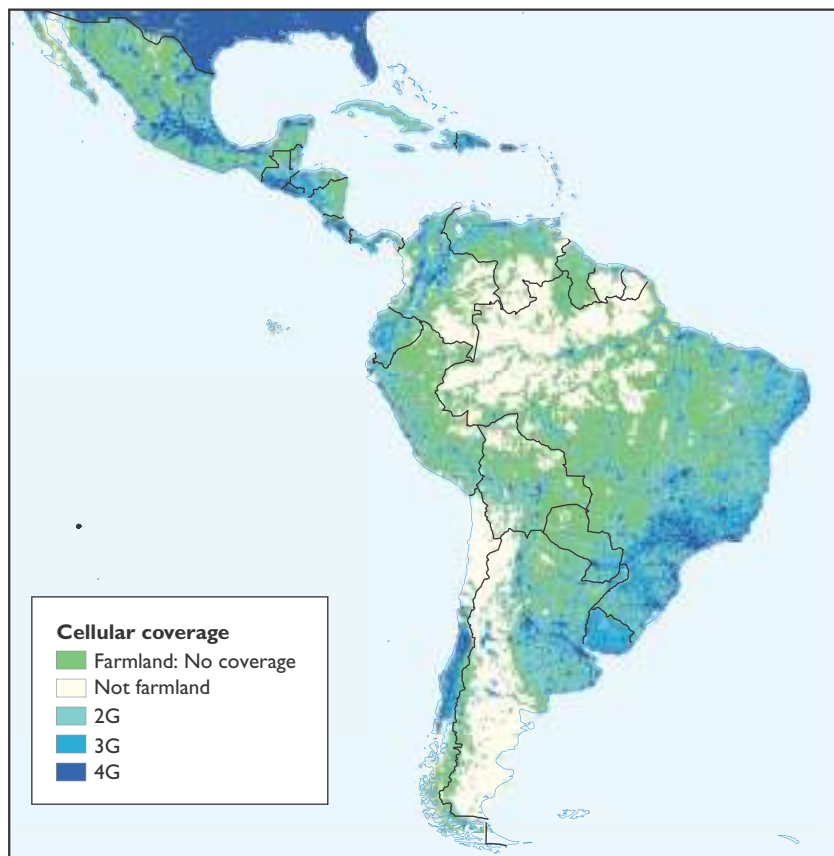 Cellular coverage
Farmland: No coverage
Not farmland
2G
3G
4G